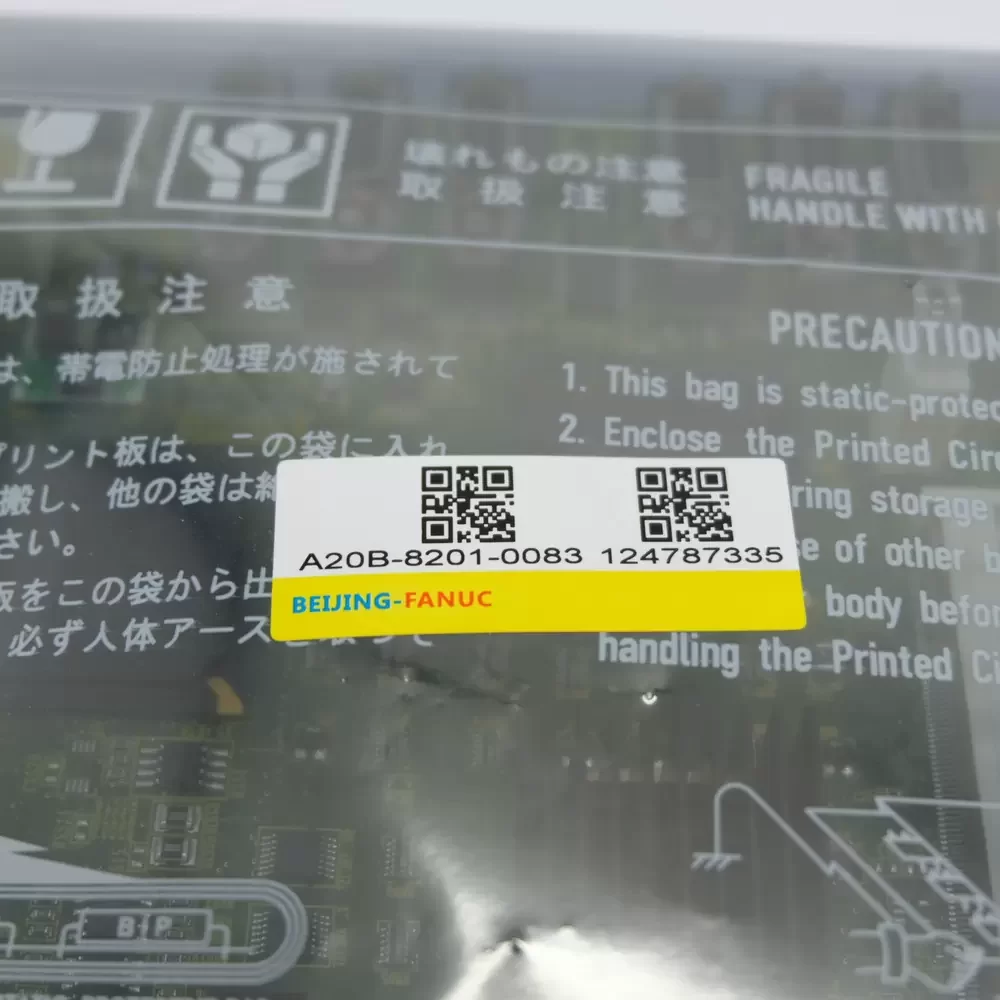 壊れもの注意
取扱注意
FRAGILE
HANDLE WITH
取扱注意
は、帯電防止処理が施されて
プリント板は、この袋に入れ
搬し、他の袋は絶
さい。
板をこの袋から出
必ず人体アース
PRECAUTION
1. This bag is static-protec
2. Enclose the Printed Circ
ring storage
e of other b
body befo
handling the Printed Ci
A20B-8201-0083 124787335
BEIJING-FANUC
B-P